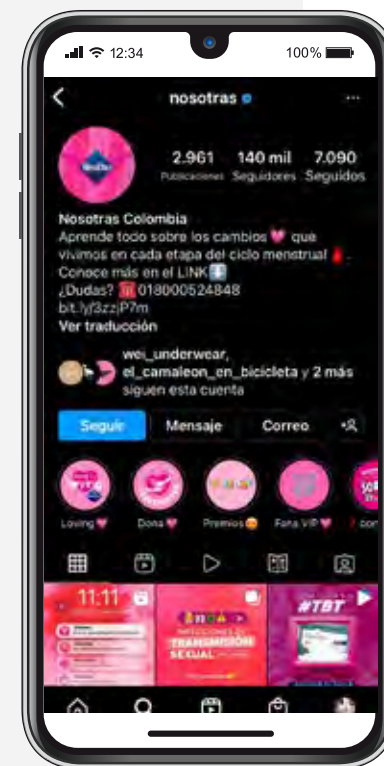 12:34
100%
nosotras
2.961 140 mil 7.090
Publicaciones Seguidores Seguidos
Nosotras Colombia
Aprende todo sobre los cambios 💗 que
vivimos en cada etapa del ciclo menstrual 🩸.
Conoce más en el LINK⬇️
¿Dudas? ☎️ 018000524848
bit.ly/3zzjP7m
Ver traducción
wei_underwear,
el_camaleon_en_bicicleta y 2 más
siguen esta cuenta
Seguir Mensaje Correo
Loving💗 Dona💗 Premios😊 Fana VIP💗
11:11
TRANSMISIÓN
SEXUAL
#TBT